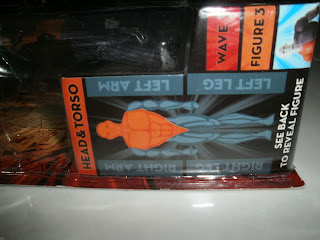 HEAD & TORSO
LEFT ARM
LEFT LEG
RIGHT ARM
RIGHT LEG
WAVE
FIGURE 3
SEE BACK
TO REVEAL FIGURE